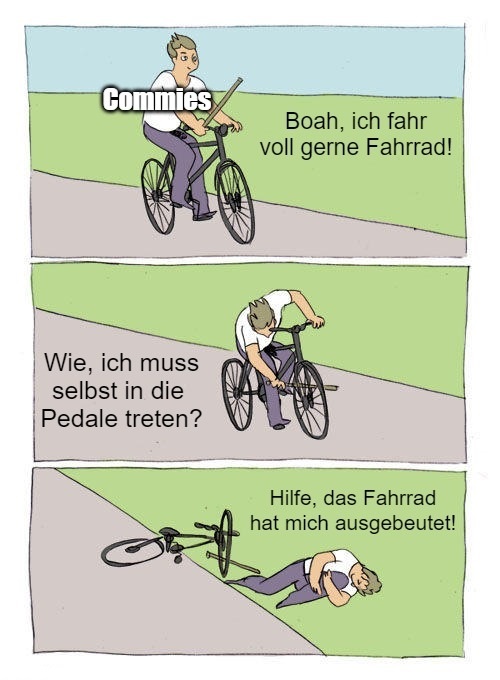 Commies
Boah, ich fahr
voll gerne Fahrrad!
Wie, ich muss
selbst in die
Pedale treten?
Hilfe, das Fahrrad
hat mich ausgebeutet!